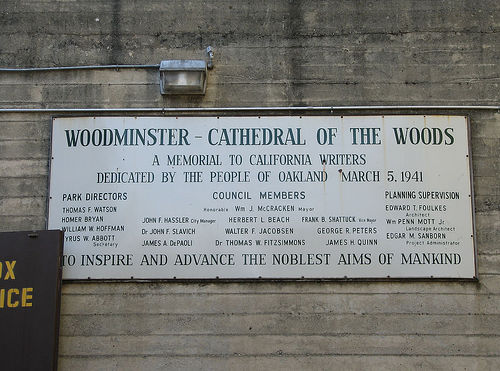 WOODMINSTER - CATHEDRAL OF THE WOODS
A MEMORIAL TO CALIFORNIA WRITERS
DEDICATED BY THE PEOPLE OF OAKLAND MARCH 5, 1941
PARK DIRECTORS
THOMAS F. WATSON
HOMER BRYAN
WILLIAM W. HOFFMAN
YRUS W. ABBOTT
Secretary
COUNCIL MEMBERS
Honorable Wm J. McCRACKEN Mayor
JOHN F. HASSLER City Manager HERBERT L. BEACH FRANK B. SHATTUCK Vice Mayor
Dr JOHN F. SLAVICH WALTER F. JACOBSEN GEORGE R. PETERS
JAMES A. DePAOLI Dr THOMAS W. FITZSIMMONS JAMES H. QUINN
PLANNING SUPERVISION
EDWARD T. FOULKES
Architect
Wm PENN MOTT Jr.
Landscape Architect
EDGAR M. SANBORN
Project Administrator
TO INSPIRE AND ADVANCE THE NOBLEST AIMS OF MANKIND
OX
ICE